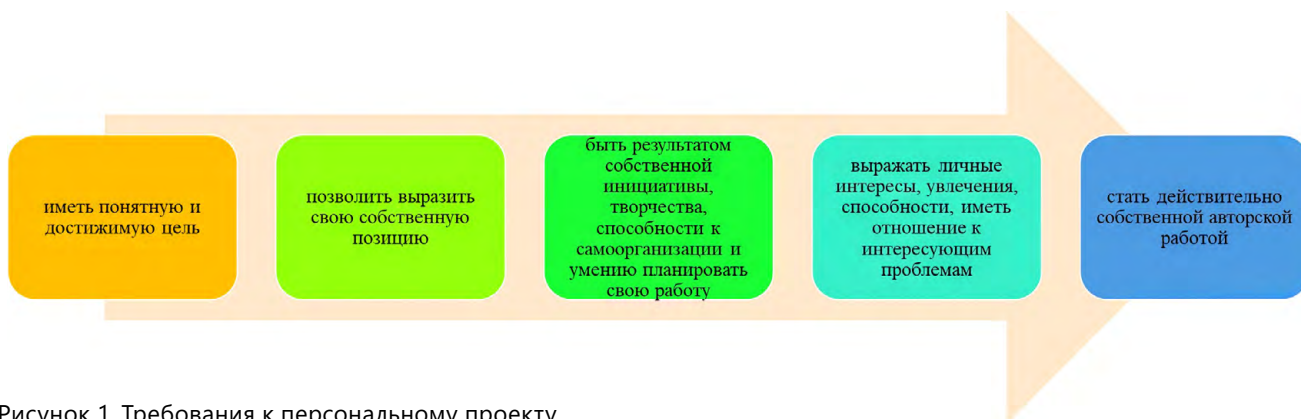 иметь понятную и
достижимую цель
позволить выразить
свою собственную
позицию
быть результатом
собственной
инициативы,
творчества,
способности к
самоорганизации и
умению планировать
свою работу
выражать личные
интересы, увлечения,
способности, иметь
отношение к
интересующим
проблемам
стать действительно
собственной авторской
работой
Рисунок 1. Требования к персональному проекту